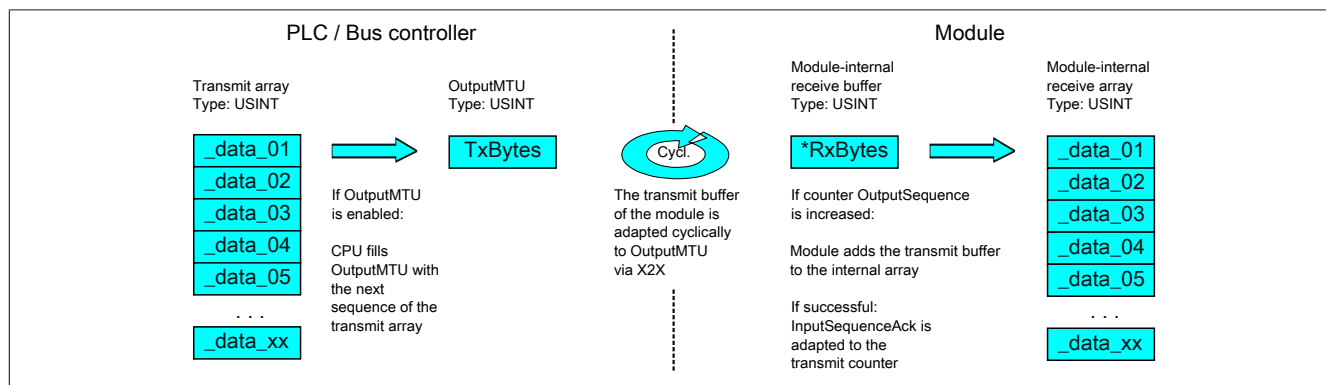 PLC / Bus controller
Module
Transmit array
Type: USINT
OutputMTU
Type: USINT
Module-internal
receive buffer
Type: USINT
Module-internal
receive array
Type: USINT
_data_01
_data_02
_data_03
_data_04
_data_05
. . .
_data_xx
If OutputMTU
is enabled:
CPU fills
OutputMTU with
the next
sequence of the
transmit array
TxBytes
Cycl.
The transmit buffer
of the module is
adapted cyclically
to OutputMTU
via X2X
*RxBytes
If counter OutputSequence
is increased:
Module adds the transmit buffer
to the internal array
If successful:
InputSequenceAck is
adapted to the
transmit counter
_data_01
_data_02
_data_03
_data_04
_data_05
. . .
_data_xx